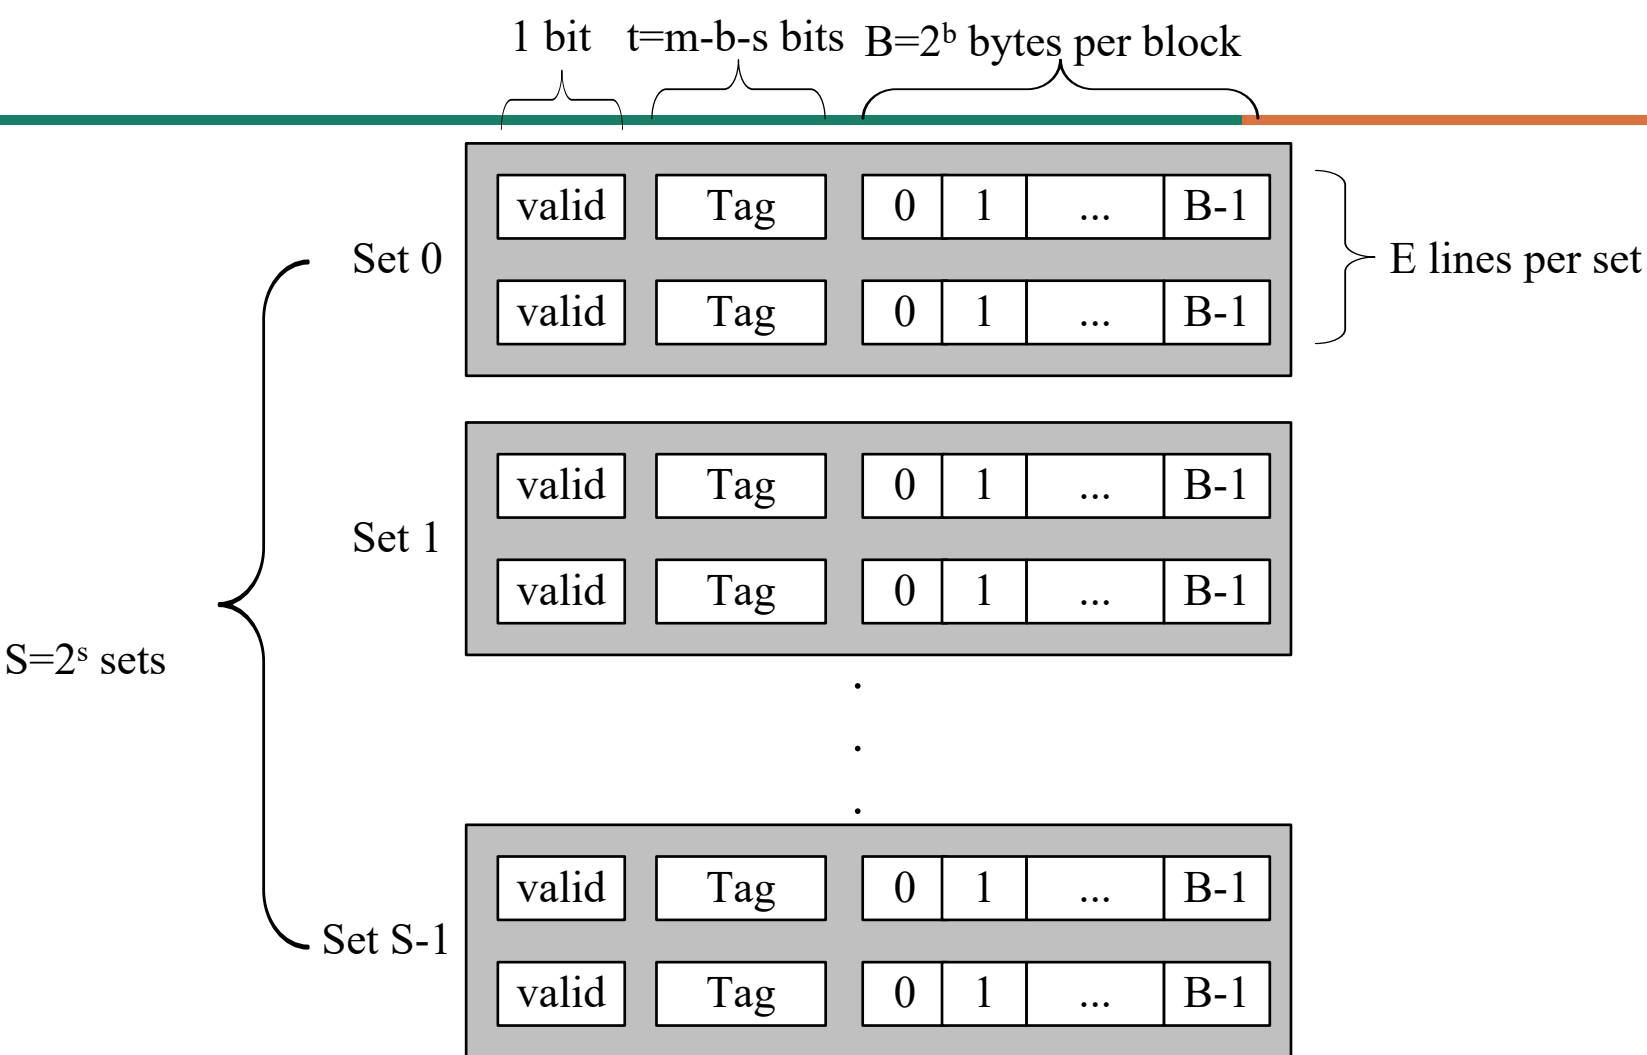 1 bit t=m-b-s bits B=2ᵇ bytes per block
valid Tag 0 1 ... B-1
Set 0 E lines per set
valid Tag 0 1 ... B-1
valid Tag 0 1 ... B-1
Set 1
valid Tag 0 1 ... B-1
S=2ˢ sets
.
.
.
valid Tag 0 1 ... B-1
Set S-1
valid Tag 0 1 ... B-1